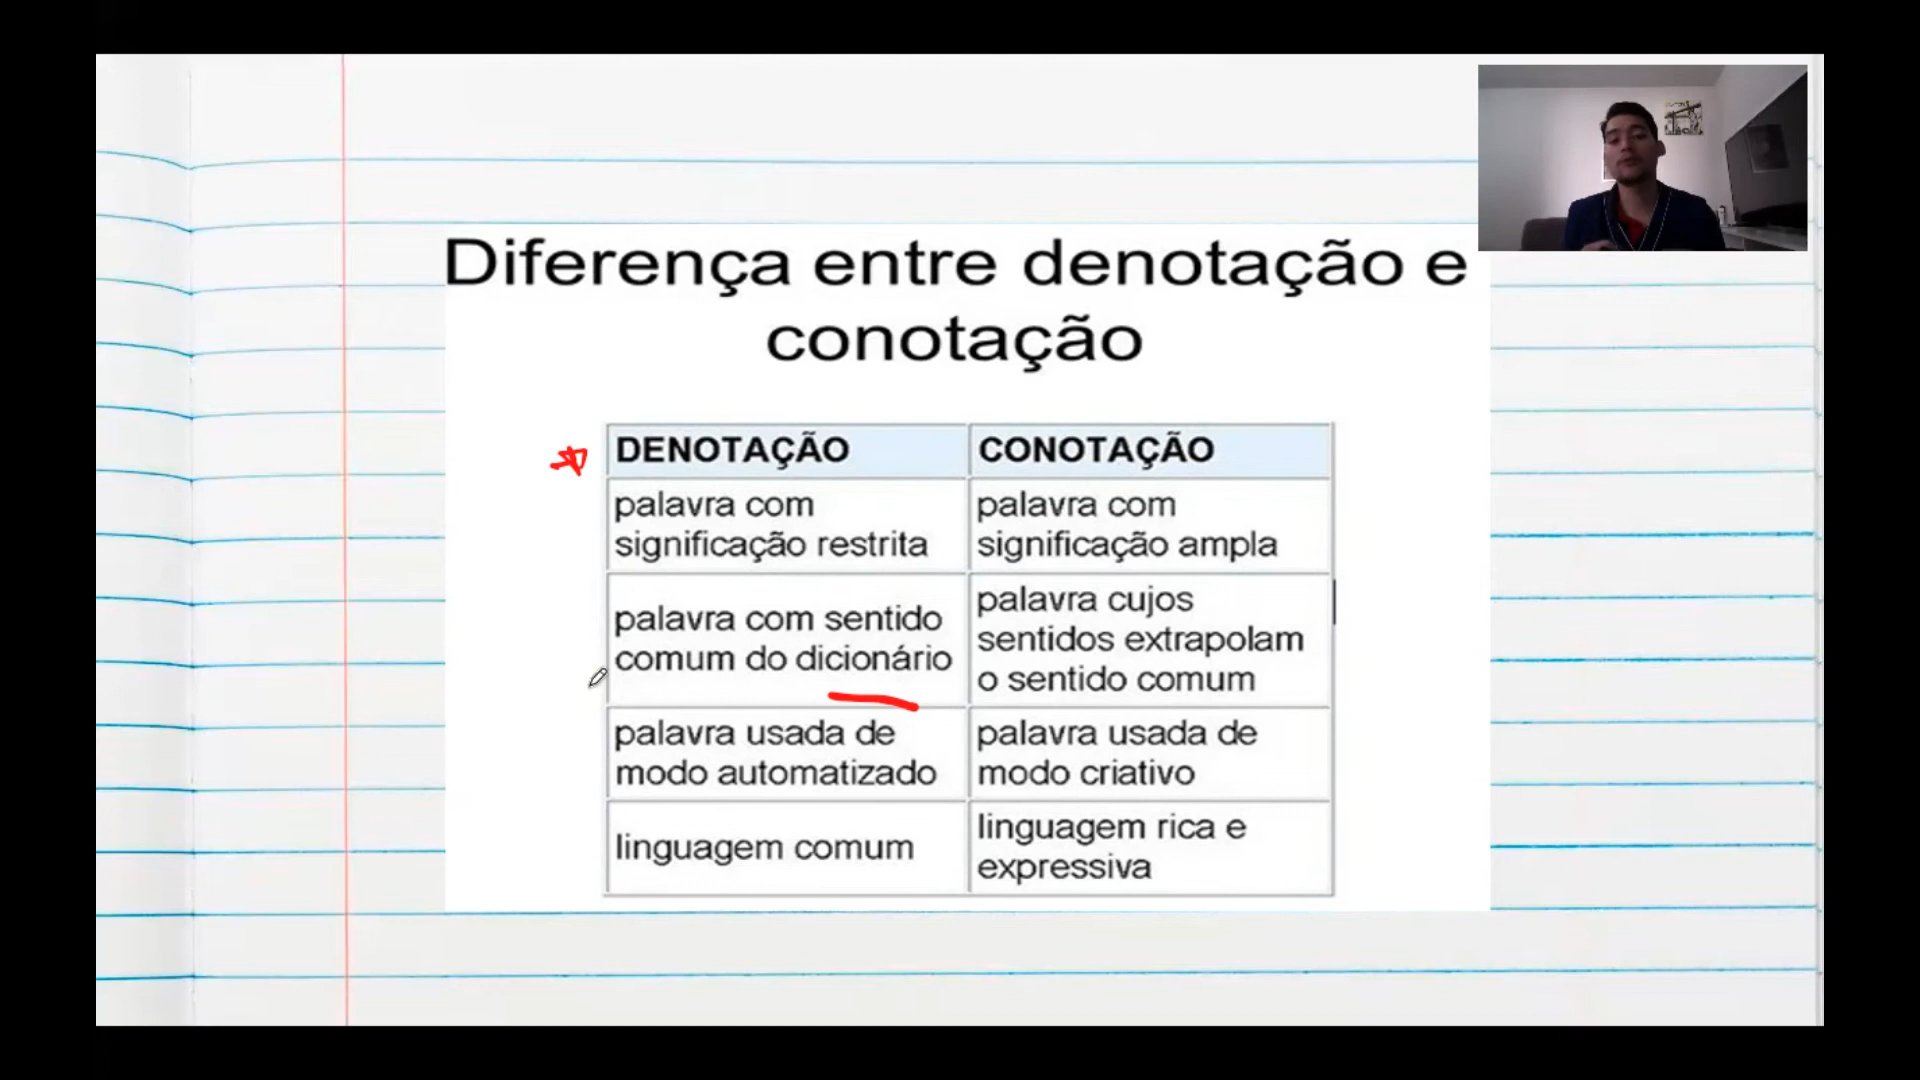 Diferença entre denotação e
conotação
DENOTAÇÃO
CONOTAÇÃO
palavra com
significação restrita
palavra com
significação ampla
palavra com sentido
comum do dicionário
palavra cujos
sentidos extrapolam
o sentido comum
palavra usada de
modo automatizado
palavra usada de
modo criativo
linguagem comum
linguagem rica e
expressiva